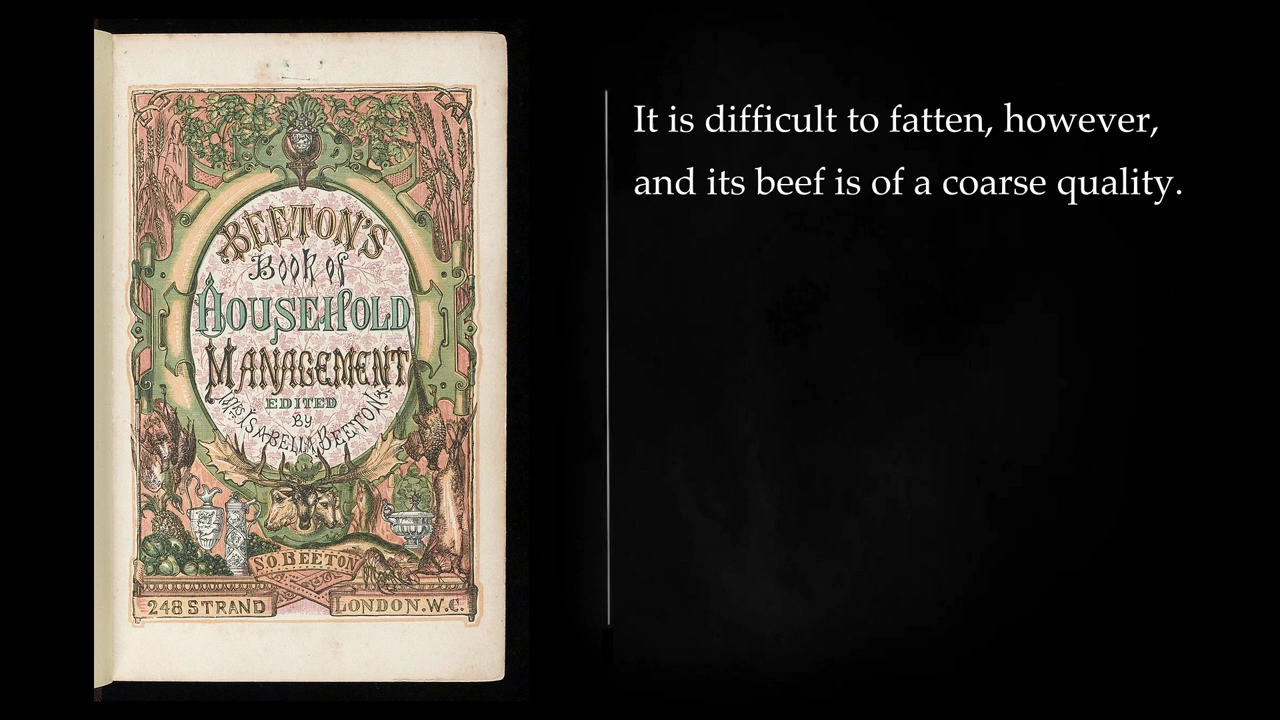 BEETON'S
Book of
HOUSEHOLD
MANAGEMENT
EDITED
BY
MRS ISABELLA BEETON
S.O. BEETON
248 STRAND LONDON. W.C.
It is difficult to fatten, however,
and its beef is of a coarse quality.